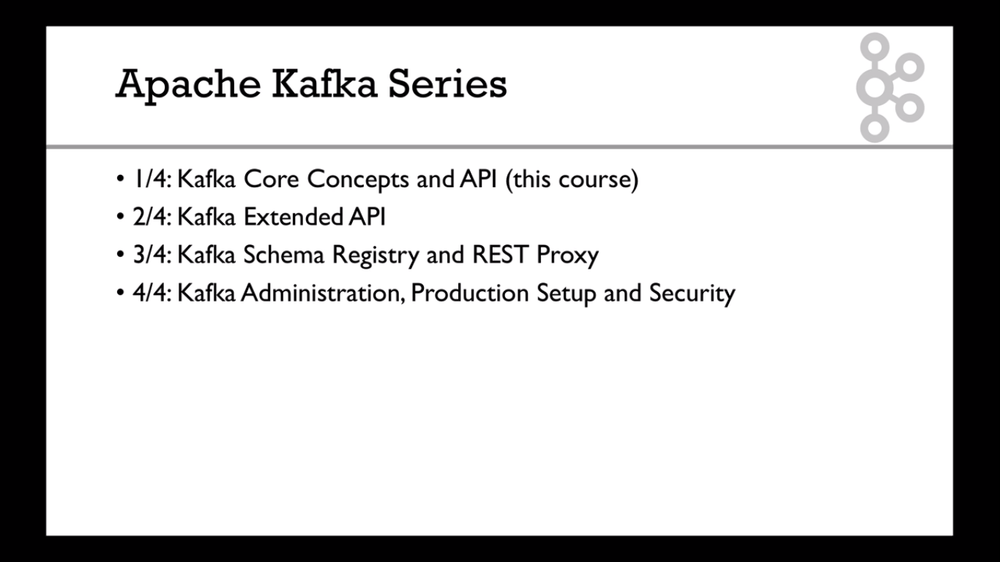 Apache Kafka Series
• 1/4: Kafka Core Concepts and API (this course)
• 2/4: Kafka Extended API
• 3/4: Kafka Schema Registry and REST Proxy
• 4/4: Kafka Administration, Production Setup and Security